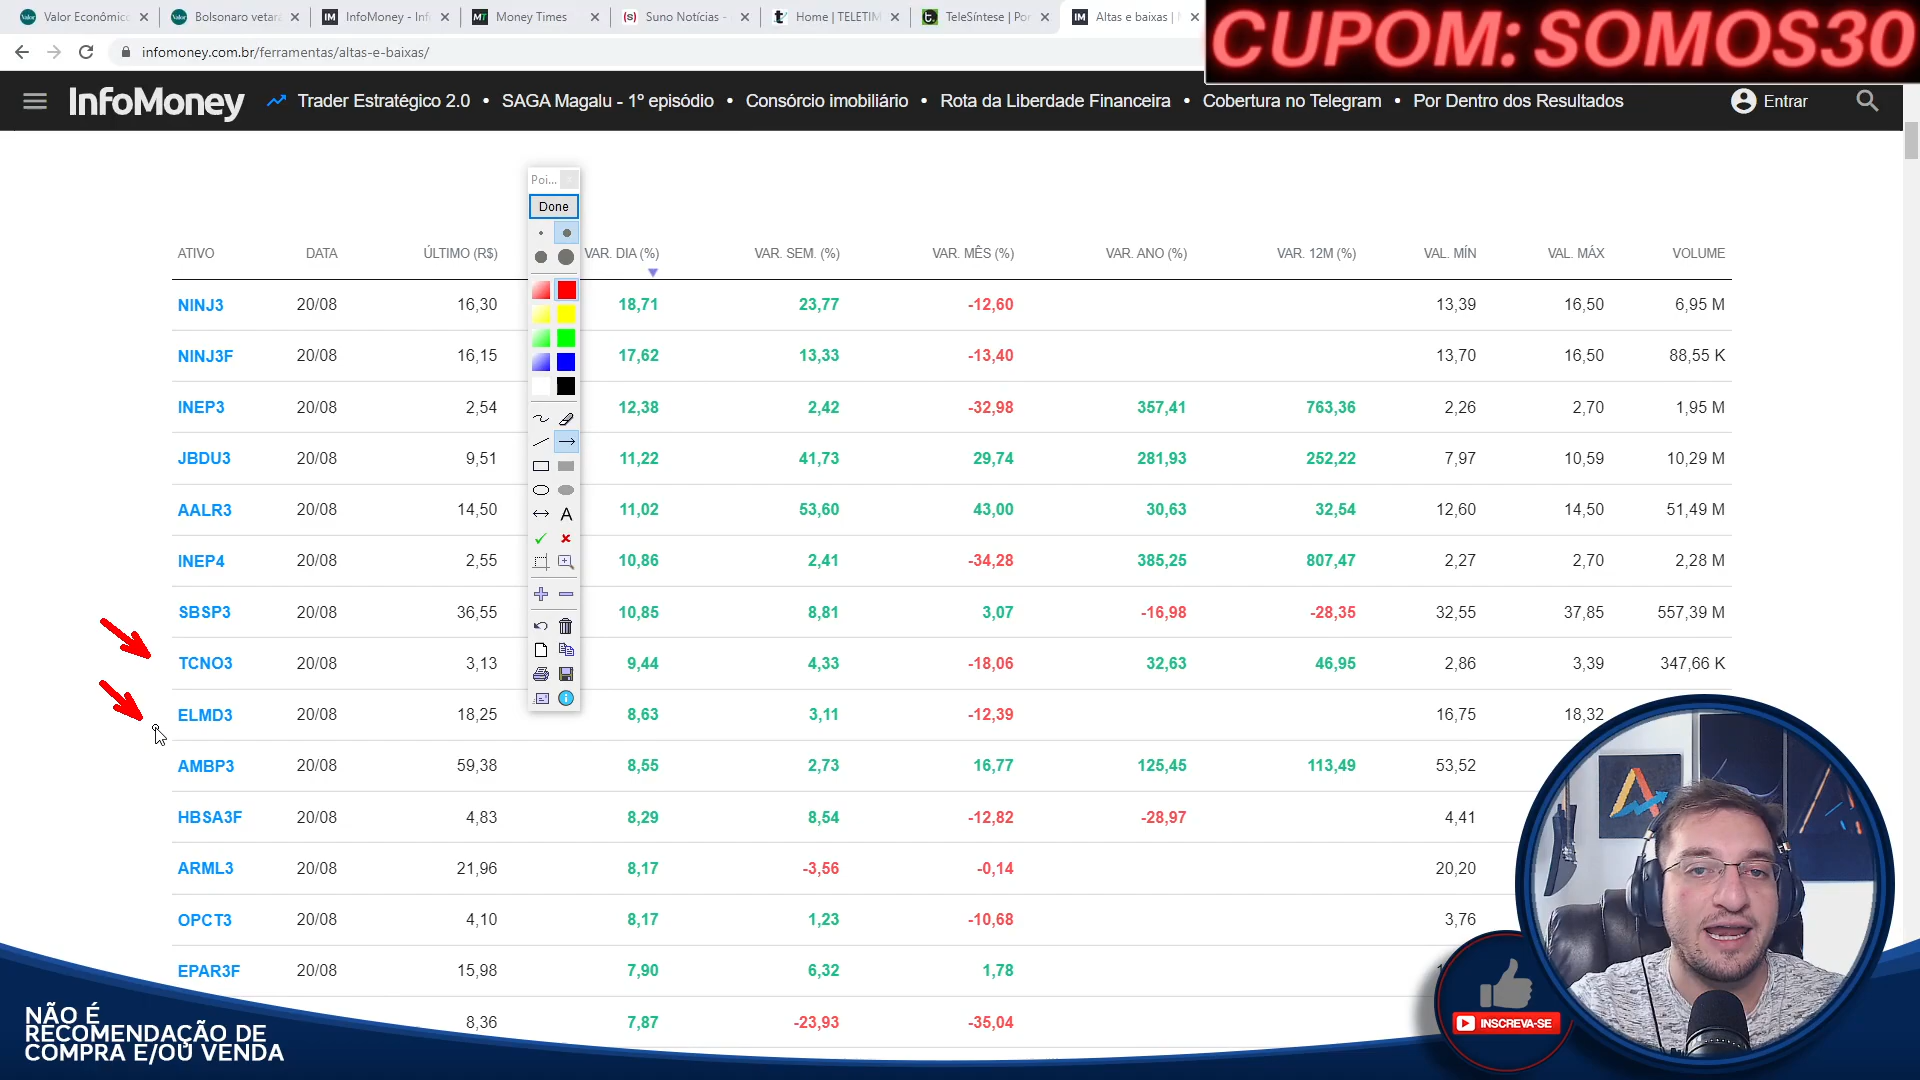 Valor Econômic
Bolsonaro vetará
InfoMoney - Inf
Money Times
Suno Notícias -
Home | TELETIM
TeleSíntese | Por
Altas e baixas |
CUPOM: SOMOS30
infomoney.com.br/ferramentas/altas-e-baixas/
InfoMoney Trader Estratégico 2.0 • SAGA Magalu - 1º episódio • Consórcio imobiliário • Rota da Liberdade Financeira • Cobertura no Telegram • Por Dentro dos Resultados Entrar
Poi...
Done
ATIVO DATA ÚLTIMO (R$) VAR. DIA (%) VAR. SEM. (%) VAR. MÊS (%) VAR. ANO (%) VAR. 12M (%) VAL. MÍN VAL. MÁX VOLUME
NINJ3 20/08 16,30 18,71 23,77 -12,60 13,39 16,50 6,95 M
NINJ3F 20/08 16,15 17,62 13,33 -13,40 13,70 16,50 88,55 K
INEP3 20/08 2,54 12,38 2,42 -32,98 357,41 763,36 2,26 2,70 1,95 M
JBDU3 20/08 9,51 11,22 41,73 29,74 281,93 252,22 7,97 10,59 10,29 M
AALR3 20/08 14,50 11,02 53,60 43,00 30,63 32,54 12,60 14,50 51,49 M
INEP4 20/08 2,55 10,86 2,41 -34,28 385,25 807,47 2,27 2,70 2,28 M
SBSP3 20/08 36,55 10,85 8,81 3,07 -16,98 -28,35 32,55 37,85 557,39 M
TCNO3 20/08 3,13 9,44 4,33 -18,06 32,63 46,95 2,86 3,39 347,66 K
ELMD3 20/08 18,25 8,63 3,11 -12,39 16,75 18,32
AMBP3 20/08 59,38 8,55 2,73 16,77 125,45 113,49 53,52
HBSA3F 20/08 4,83 8,29 8,54 -12,82 -28,97 4,41
ARML3 20/08 21,96 8,17 -3,56 -0,14 20,20
OPCT3 20/08 4,10 8,17 1,23 -10,68 3,76
EPAR3F 20/08 15,98 7,90 6,32 1,78
8,36 7,87 -23,93 -35,04
NÃO É
RECOMENDAÇÃO DE
COMPRA E/OU VENDA
INSCREVA-SE